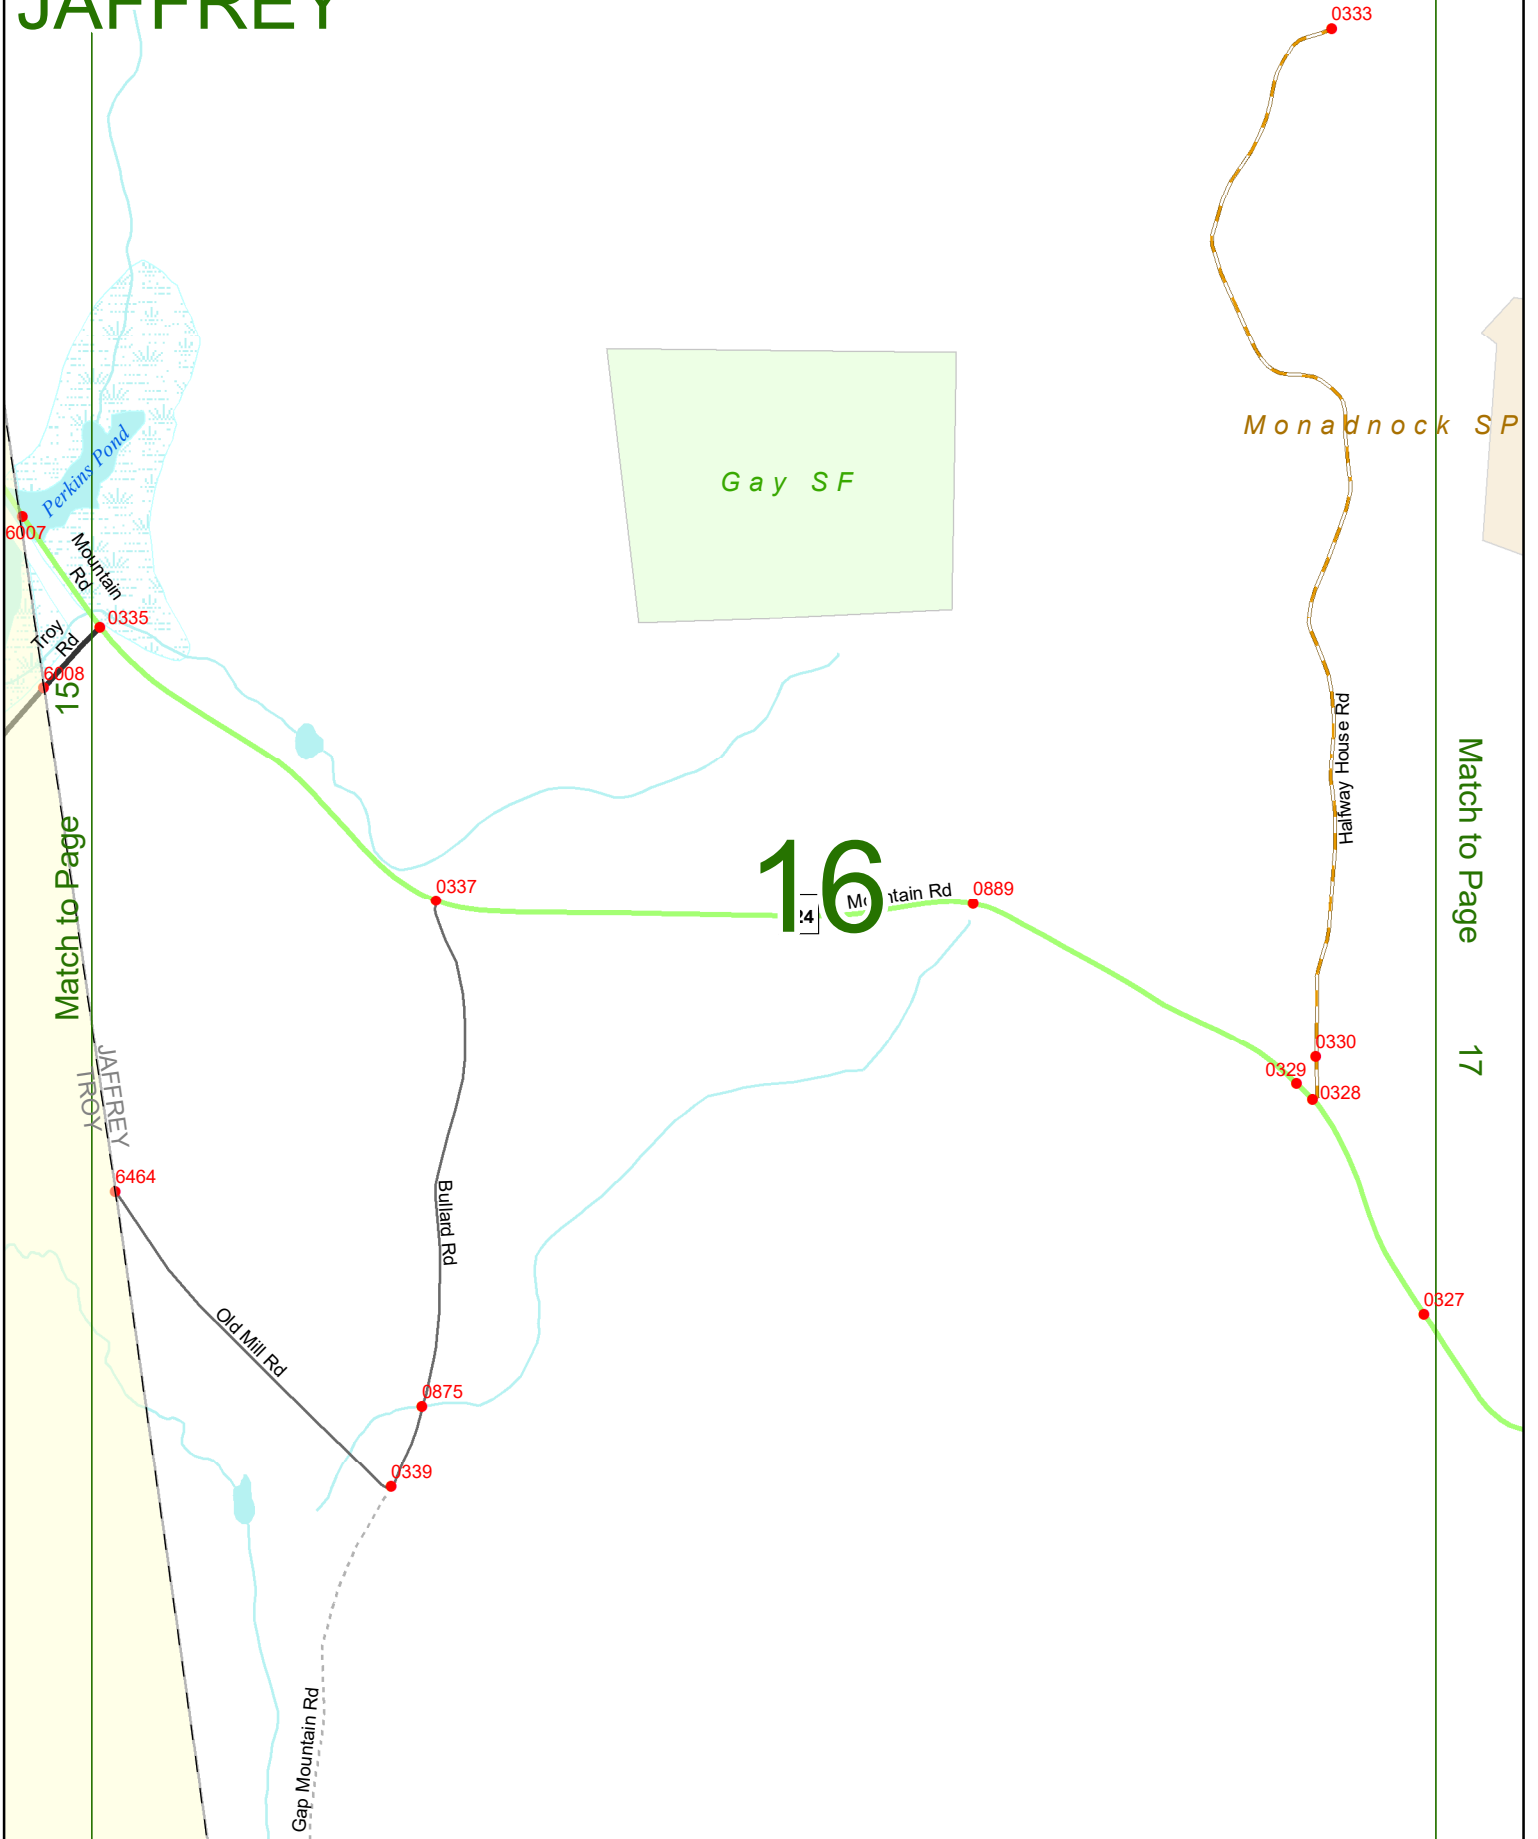 JAFFREY
0333
Monadnock SP
Gay SF
Perkins Pond
6007
Mountain
Rd
0335
Troy
Rd
6008
15
Match to Page
Halfway House Rd
Match to Page
17
16
0337
24
Rd
0889
0330
0329
0328
JAFFREY
TROY
6464
Bullard Rd
0327
Old Mill Rd
0875
0339
Gap Mountain Rd